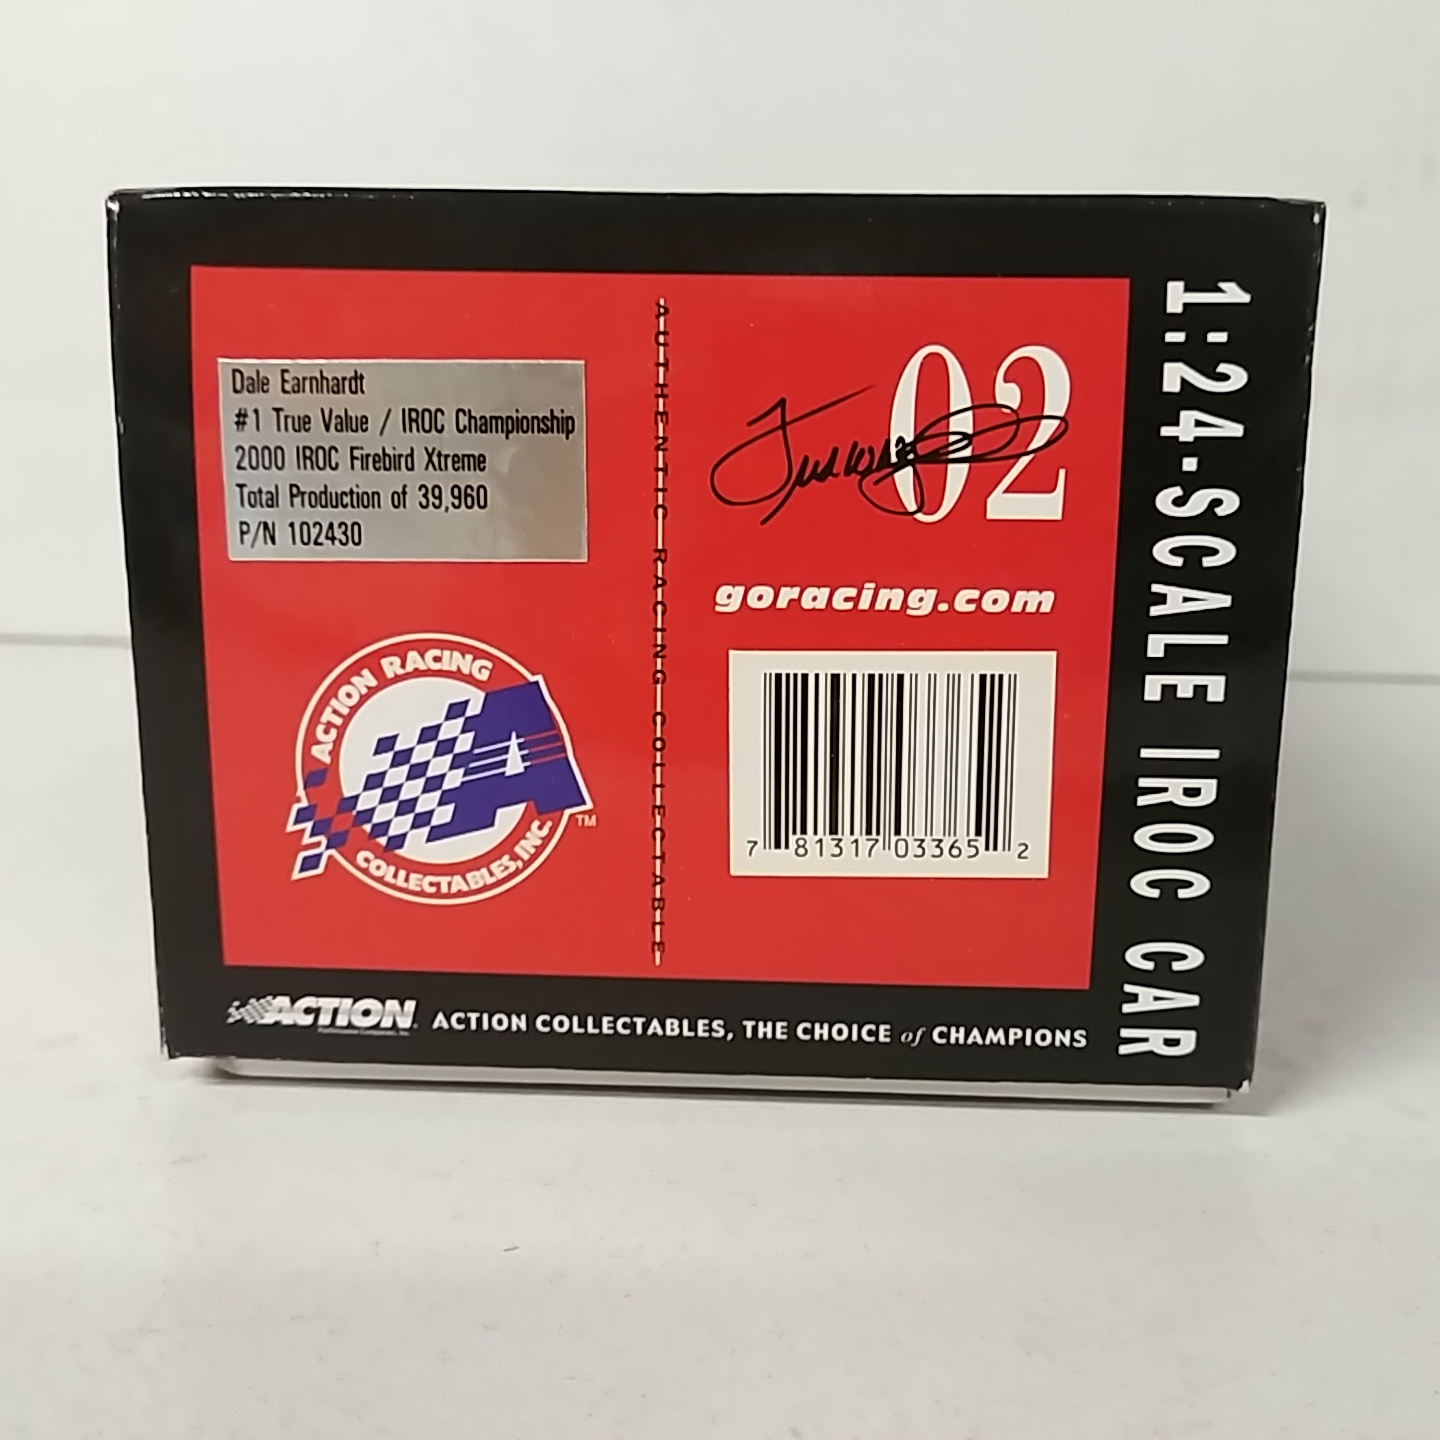 Dale Earnhardt
#1 True Value / IROC Championship
2000 IROC Firebird Xtreme
Total Production of 39,960
P/N 102430
ACTION RACING
COLLECTABLES, INC.
TM
AUTHENTIC RACING COLLECTABLE
02
goracing.com
7 81317 03365 2
1:24-SCALE IROC CAR
ACTION
ACTION COLLECTABLES, THE CHOICE of CHAMPIONS